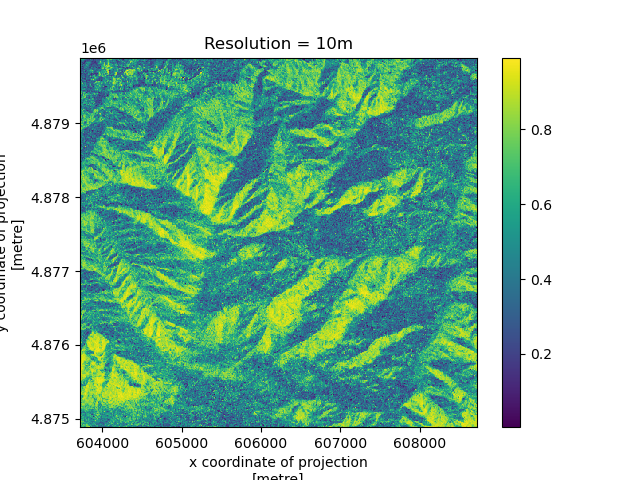 Resolution = 10m
1e6
4.879
4.878
4.877
4.876
4.875
y coordinate of projection
[metre]
604000 605000 606000 607000 608000
x coordinate of projection
[metre]
0.8
0.6
0.4
0.2